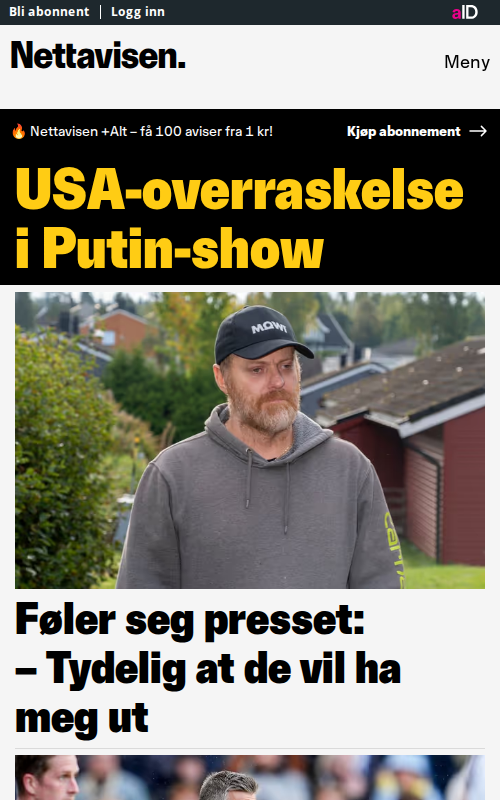 Bli abonnent | Logg inn
aID
Nettavisen.
Meny
🔥 Nettavisen +Alt – få 100 aviser fra 1 kr!
Kjøp abonnement →
USA-overraskelse
i Putin-show
MOWI
Føler seg presset:
– Tydelig at de vil ha
meg ut